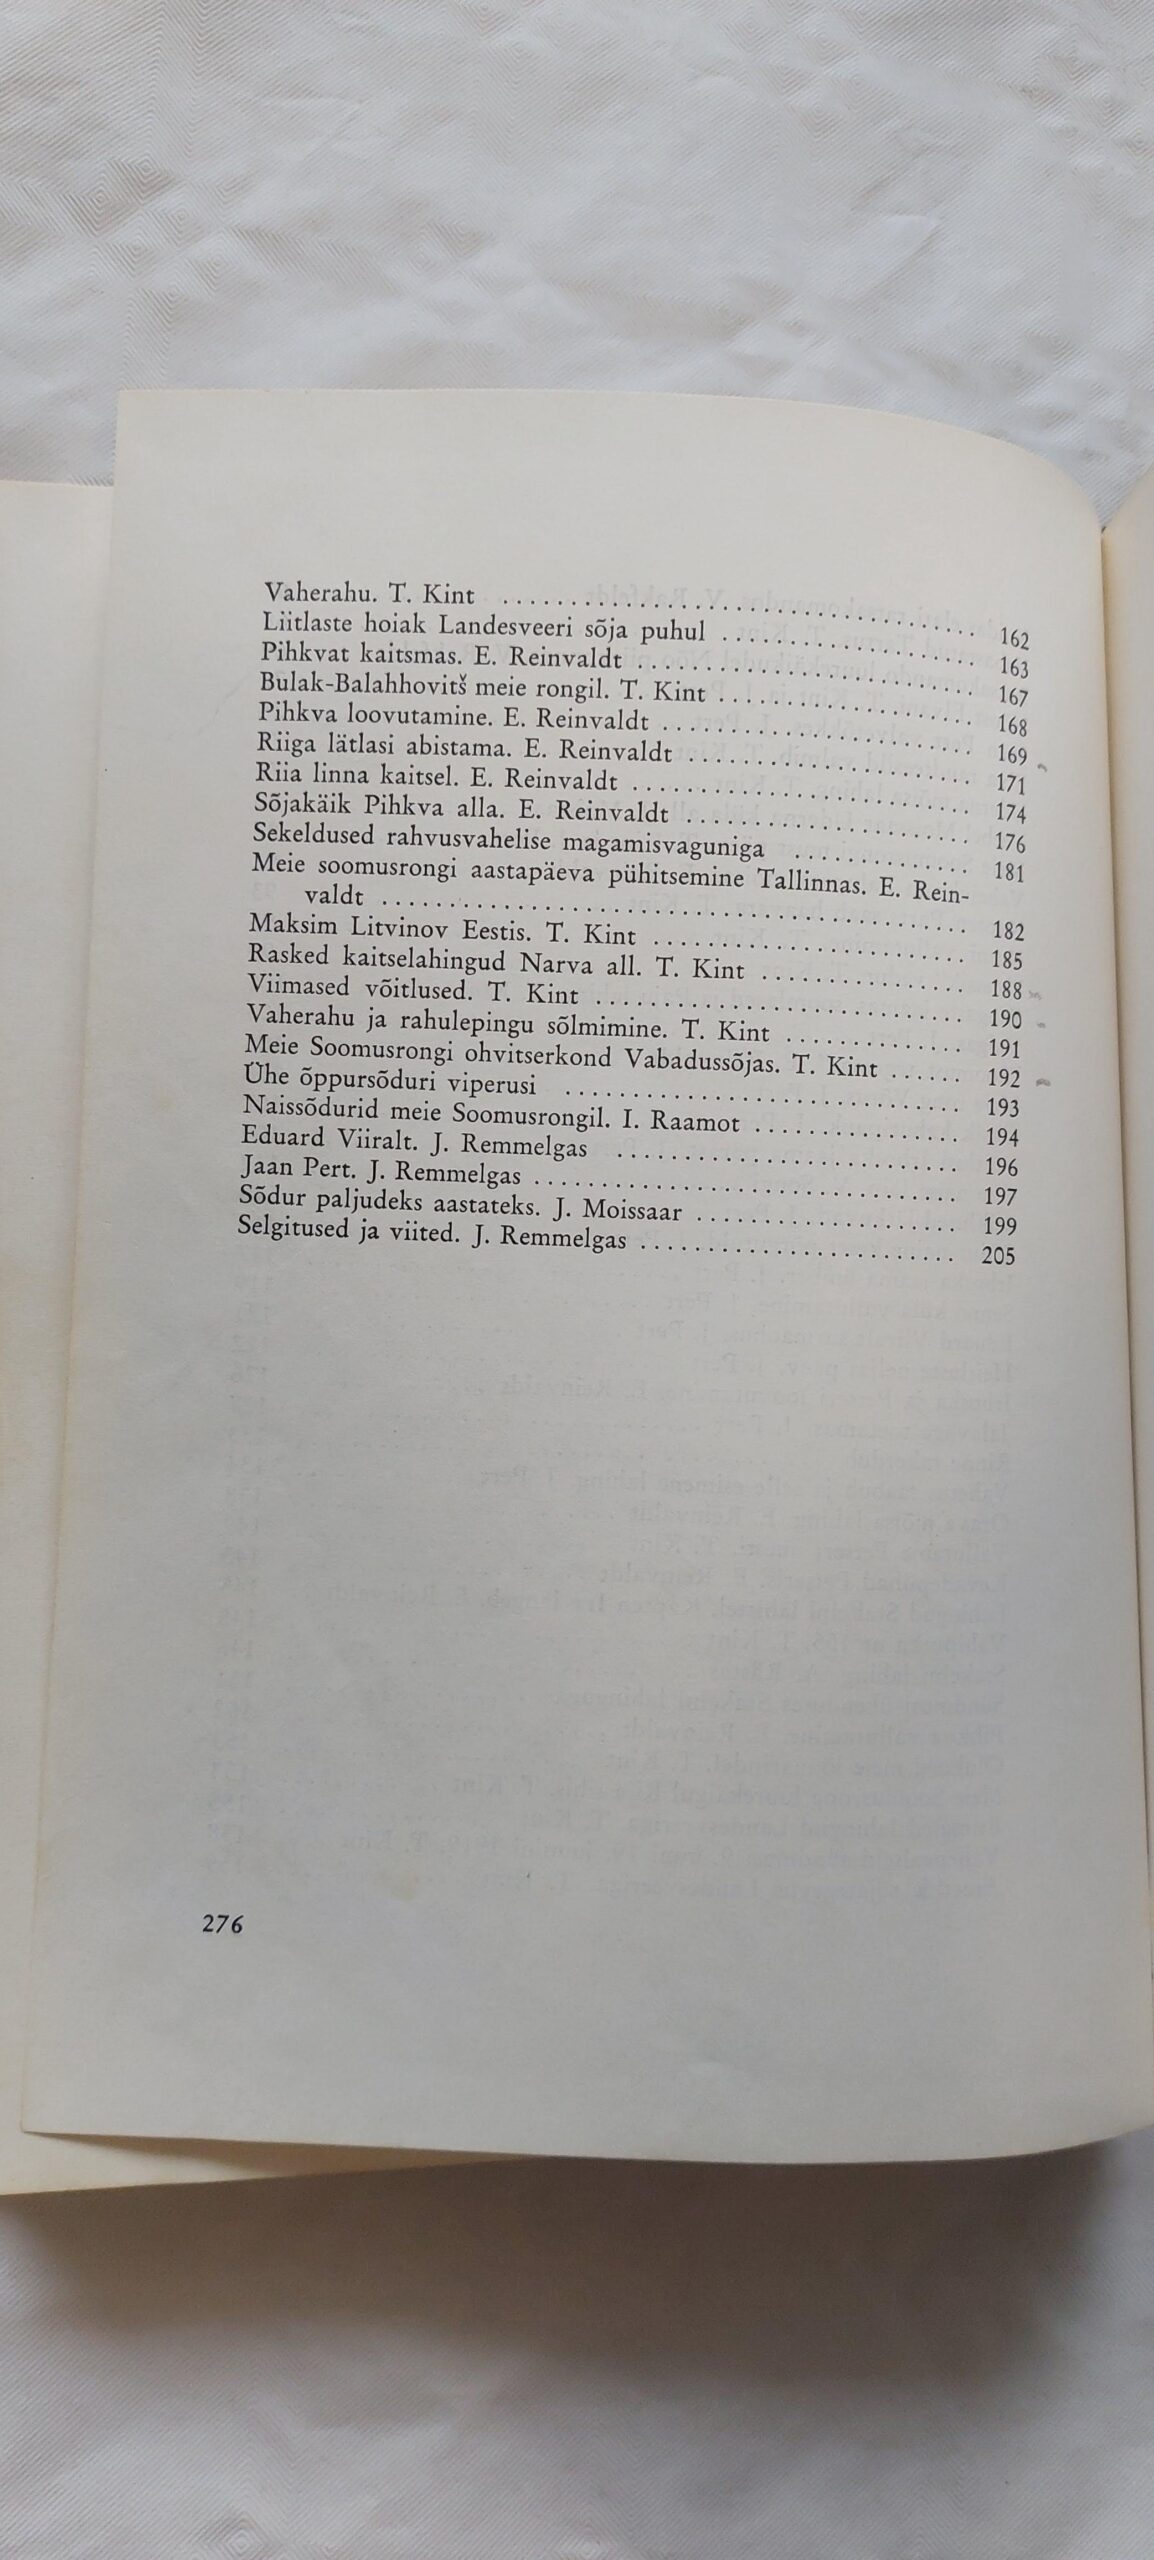 Vaherahu. T. Kint .......... 162
Liitlaste hoiak Landesveeri sõja puhul .......... 163
Pihkvat kaitsmas. E. Reinvaldt .......... 167
Bulak-Balahhovitš meie rongil. T. Kint .......... 168
Pihkva loovutamine. E. Reinvaldt .......... 169
Riiga lätlasi abistama. E. Reinvaldt .......... 171
Riia linna kaitsel. E. Reinvaldt .......... 174
Sõjakäik Pihkva alla. E. Reinvaldt .......... 176
Sekeldused rahvusvahelise magamisvaguniga .......... 181
Meie soomusrongi aastapäeva pühitsemine Tallinnas. E. Rein-
valdt .......... 182
Maksim Litvinov Eestis. T. Kint .......... 185
Rasked kaitselahingud Narva all. T. Kint .......... 188
Viimased võitlused. T. Kint .......... 190
Vaherahu ja rahulepingu sõlmimine. T. Kint .......... 191
Meie Soomusrongi ohvitserkond Vabadussõjas. T. Kint ...... 192
Ühe õppursõduri viperusi .......... 193
Naissõdurid meie Soomusrongil. I. Raamot .......... 194
Eduard Viiralt. J. Remmelgas .......... 196
Jaan Pert. J. Remmelgas .......... 197
Sõdur paljudeks aastateks. J. Moissaar .......... 199
Selgitused ja viited. J. Remmelgas .......... 205
276